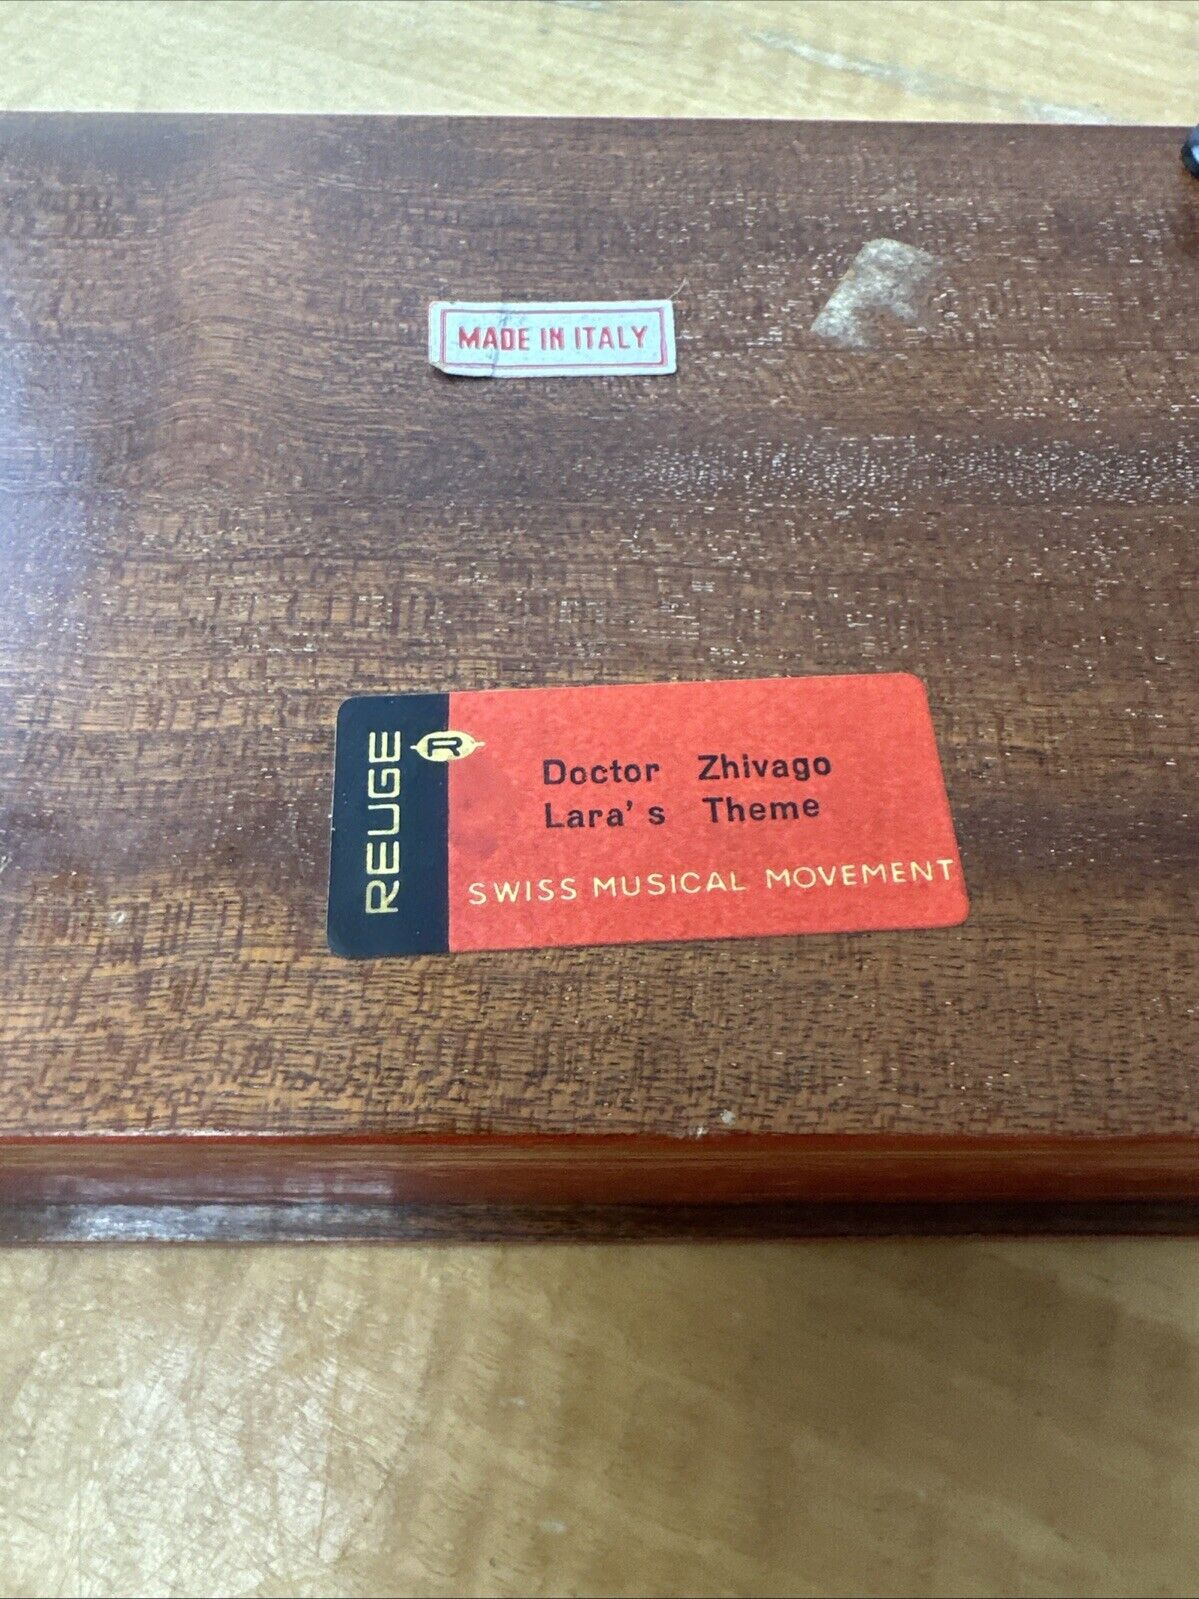 MADE IN ITALY
REUGE
R
Doctor Zhivago
Lara's Theme
SWISS MUSICAL MOVEMENT